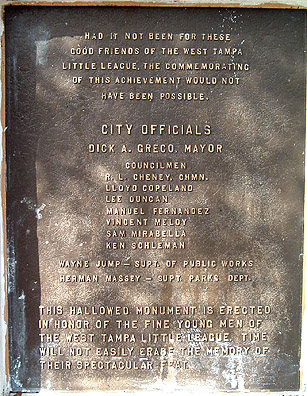 HAD IT NOT BEEN FOR THESE
GOOD FRIENDS OF THE WEST TAMPA
LITTLE LEAGUE, THE COMMEMORATING
OF THIS ACHIEVEMENT WOULD NOT
HAVE BEEN POSSIBLE.
CITY OFFICIALS
DICK A. GRECO, MAYOR
COUNCILMEN
R. L. CHENEY, CHMN.
LLOYD COPELAND
LEE DUNCAN
MANUEL FERNANDEZ
VINCENT MELOY
SAM MIRABELLA
KEN SCHLEMAN
WAYNE JUMP — SUPT. OF PUBLIC WORKS
HERMAN MASSEY — SUPT. PARKS DEPT.
THIS HALLOWED MONUMENT IS ERECTED
IN HONOR OF THE FINE YOUNG MEN OF
THE WEST TAMPA LITTLE LEAGUE. TIME
WILL NOT EASILY ERASE THE MEMORY OF
THEIR SPECTACULAR FEAT.